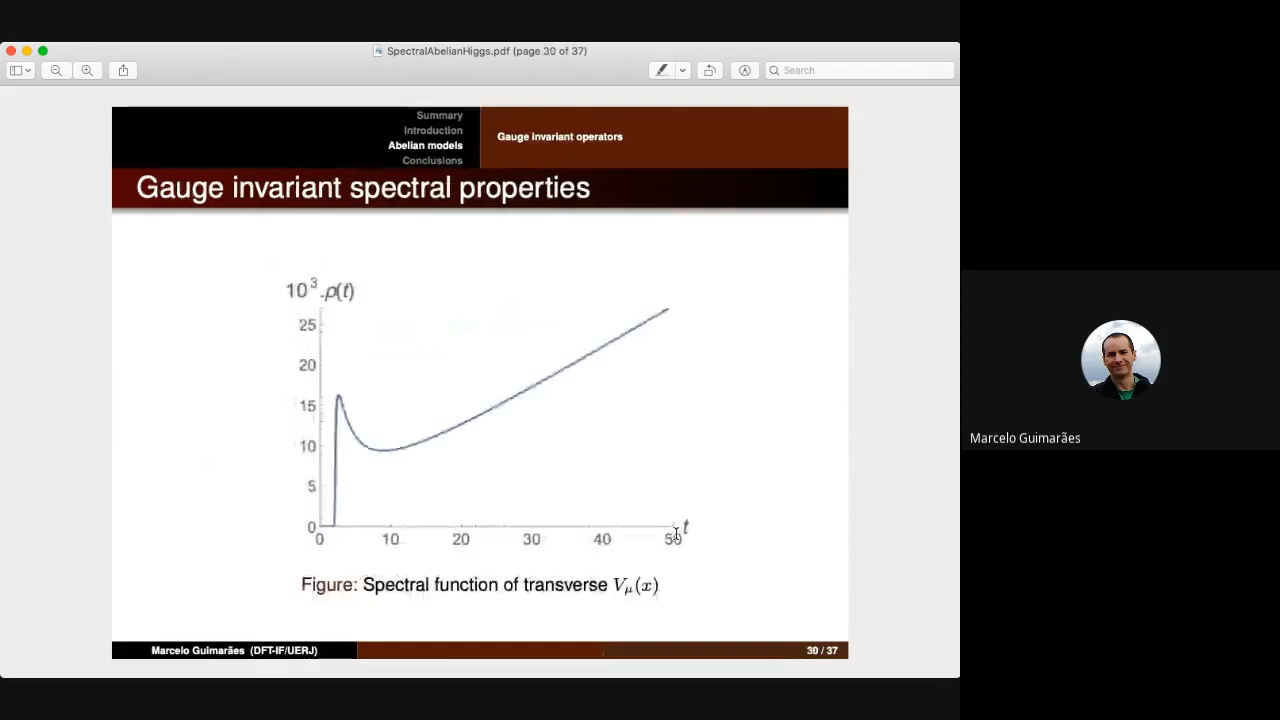 SpectralAbelianHiggs.pdf (page 30 of 37)
Search
Summary
Introduction
Abelian models
Conclusions
Gauge invariant operators
Gauge invariant spectral properties
10³.ρ(t)
25
20
15
10
5
0
0 10 20 30 40 50 t
Figure: Spectral function of transverse Vμ(x)
Marcelo Guimarães (DFT-IF/UERJ)
30 / 37
Marcelo Guimarães